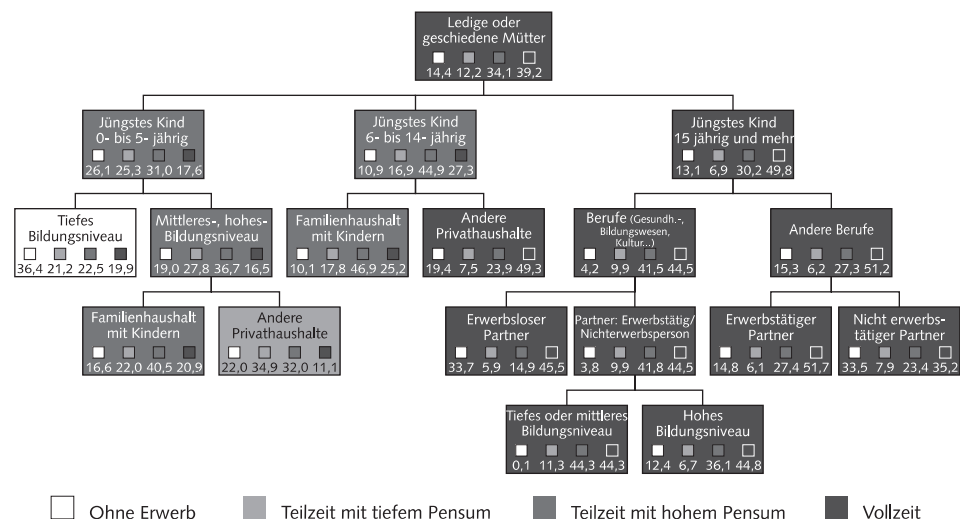 Ledige oder
geschiedene Mütter
14,4 12,2 34,1 39,2
Jüngstes Kind
0- bis 5- jährig
26,1 25,3 31,0 17,6
Jüngstes Kind
6- bis 14- jährig
10,9 16,9 44,9 27,3
Jüngstes Kind
15 jährig und mehr
13,1 6,9 30,2 49,8
Tiefes
Bildungsniveau
36,4 21,2 22,5 19,9
Mittleres-, hohes-
Bildungsniveau
19,0 27,8 36,7 16,5
Familienhaushalt
mit Kindern
10,1 17,8 46,9 25,2
Andere
Privathaushalte
19,4 7,5 23,9 49,3
Berufe (Gesundh.-,
Bildungswesen,
Kultur...)
4,2 9,9 41,5 44,5
Andere Berufe
15,3 6,2 27,3 51,2
Familienhaushalt
mit Kindern
16,6 22,0 40,5 20,9
Andere
Privathaushalte
22,0 34,9 32,0 11,1
Erwerbsloser
Partner
33,7 5,9 14,9 45,5
Partner: Erwerbstätig/
Nichterwerbsperson
3,8 9,9 41,8 44,5
Erwerbstätiger
Partner
14,8 6,1 27,4 51,7
Nicht erwerbs-
tätiger Partner
33,5 7,9 23,4 35,2
Tiefes oder mittleres
Bildungsniveau
0,1 11,3 44,3 44,3
Hohes
Bildungsniveau
12,4 6,7 36,1 44,8
Ohne Erwerb Teilzeit mit tiefem Pensum Teilzeit mit hohem Pensum Vollzeit